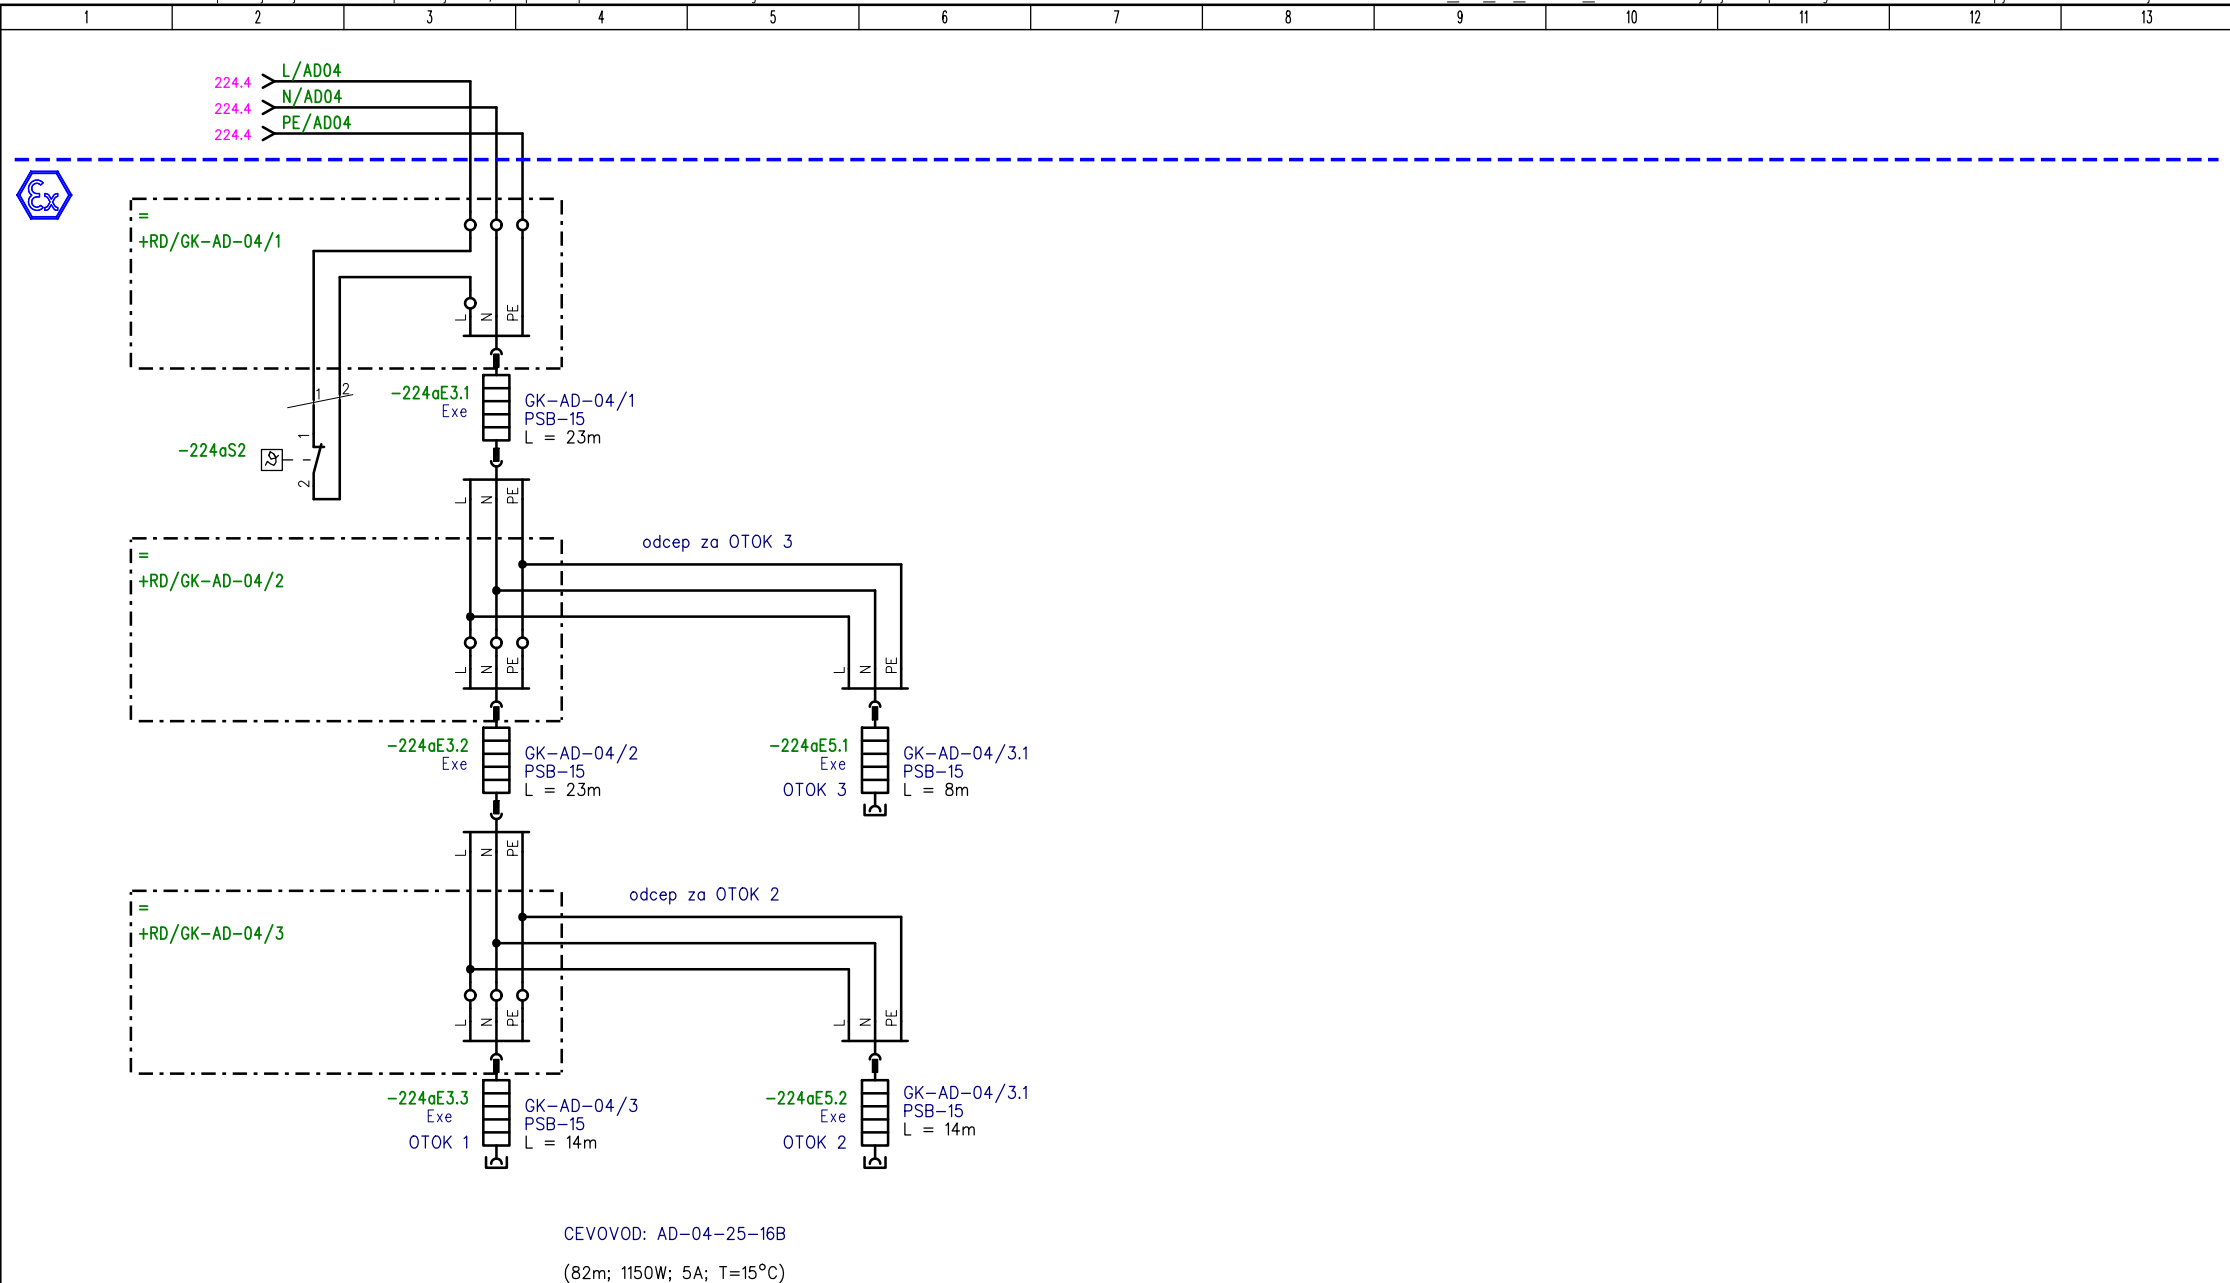 1 2 3 4 5 6 7 8 9 10 11 12 13
224.4 L/AD04
224.4 N/AD04
224.4 PE/AD04
Ex
=
+RD/GK-AD-04/1
L N PE
1 2
-224aE3.1
Exe
GK-AD-04/1
PSB-15
L = 23m
-224aS2
1
2
L N PE
odcep za OTOK 3
=
+RD/GK-AD-04/2
L N PE
L N PE
-224aE3.2
Exe
GK-AD-04/2
PSB-15
L = 23m
-224aE5.1
Exe
OTOK 3
GK-AD-04/3.1
PSB-15
L = 8m
L N PE
odcep za OTOK 2
=
+RD/GK-AD-04/3
L N PE
L N PE
-224aE3.3
Exe
OTOK 1
GK-AD-04/3
PSB-15
L = 14m
-224aE5.2
Exe
OTOK 2
GK-AD-04/3.1
PSB-15
L = 14m
CEVOVOD: AD-04-25-16B
(82m; 1150W; 5A; T=15°C)